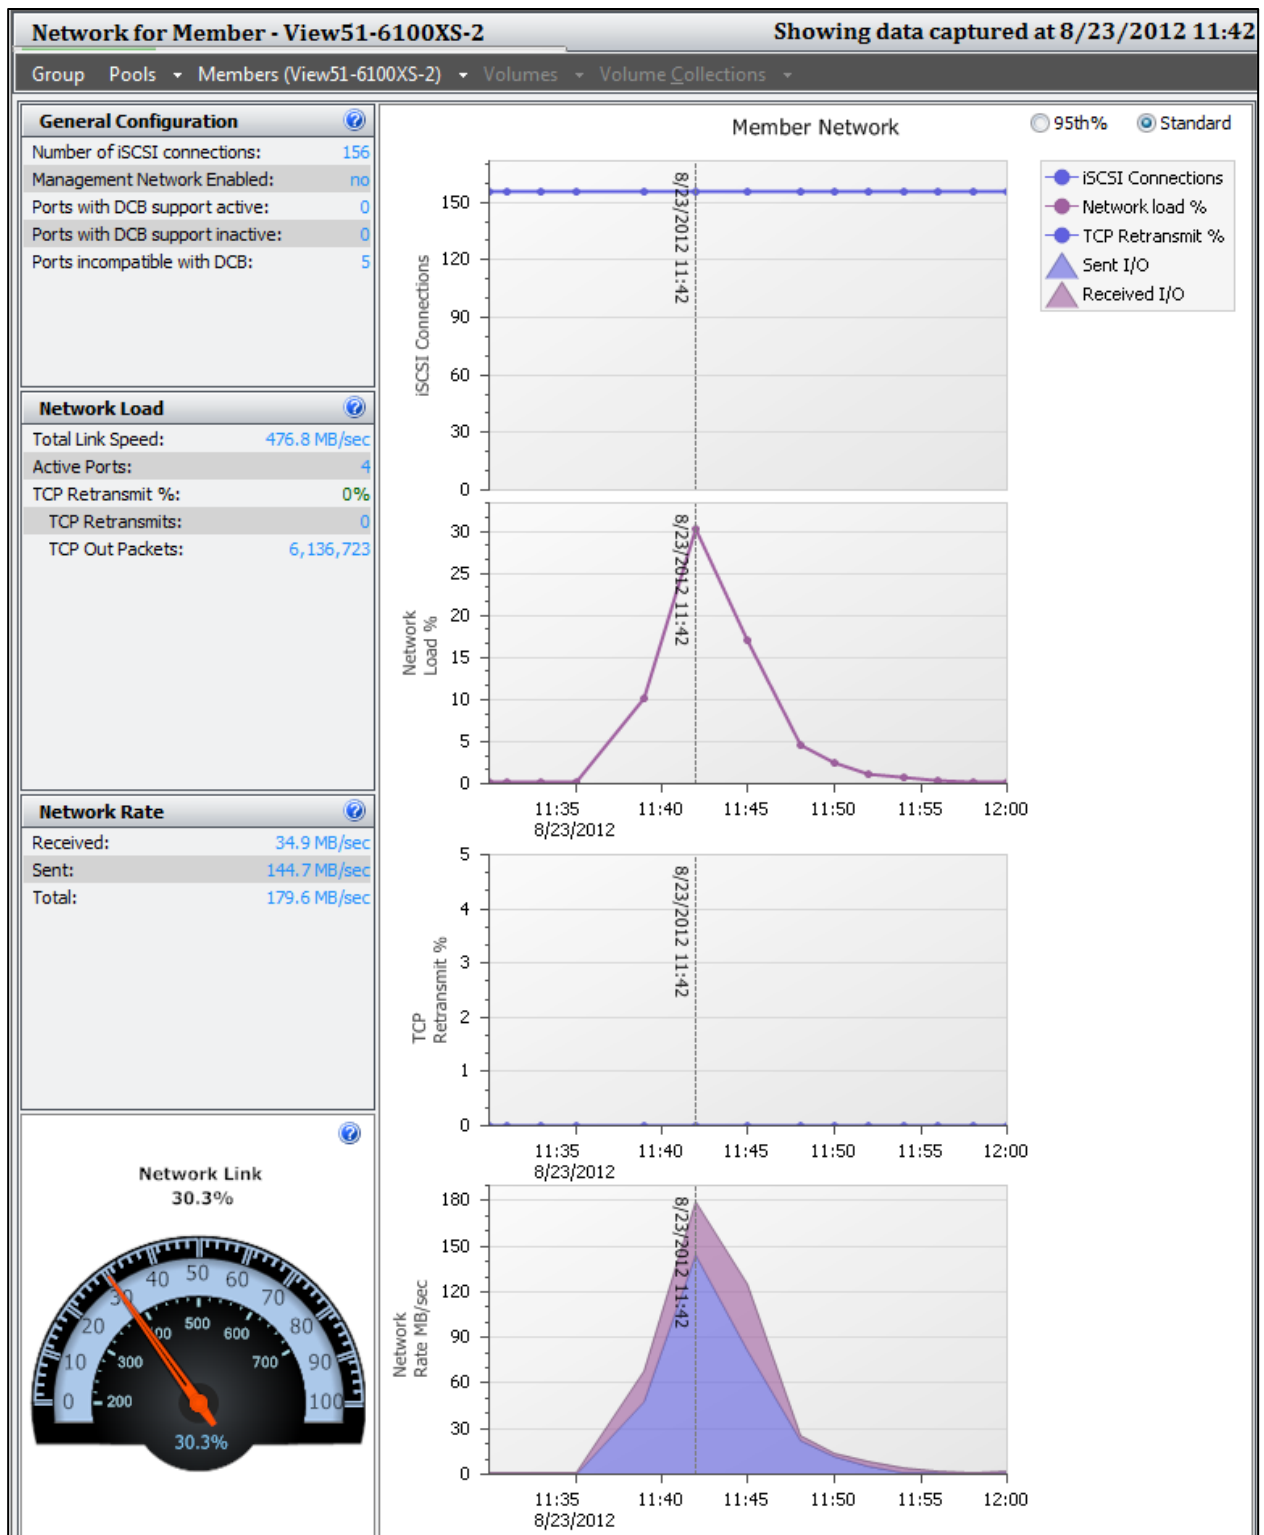 Network for Member - View51-6100XS-2
Showing data captured at 8/23/2012 11:42
Group Pools Members (View51-6100XS-2) Volumes Volume Collections
General Configuration
Number of iSCSI connections: 156
Management Network Enabled: no
Ports with DCB support active: 0
Ports with DCB support inactive: 0
Ports incompatible with DCB: 5
Network Load
Total Link Speed: 476.8 MB/sec
Active Ports: 4
TCP Retransmit %: 0%
TCP Retransmits: 0
TCP Out Packets: 6,136,723
Network Rate
Received: 34.9 MB/sec
Sent: 144.7 MB/sec
Total: 179.6 MB/sec
Network Link
30.3%
0 10 20 30 40 50 60 70 80 90 100
200 300 500 600 700
30.3%
Member Network
95th% Standard
iSCSI Connections
Network load %
TCP Retransmit %
Sent I/O
Received I/O
iSCSI Connections
150
120
90
60
30
0
8/23/2012 11:42
Network
Load %
30
25
20
15
10
5
0
8/23/2012 11:42
11:35 11:40 11:45 11:50 11:55 12:00
8/23/2012
TCP
Retransmit %
5
4
3
2
1
0
8/23/2012 11:42
11:35 11:40 11:45 11:50 11:55 12:00
8/23/2012
Network
Rate MB/sec
180
150
120
90
60
30
0
8/23/2012 11:42
11:35 11:40 11:45 11:50 11:55 12:00
8/23/2012